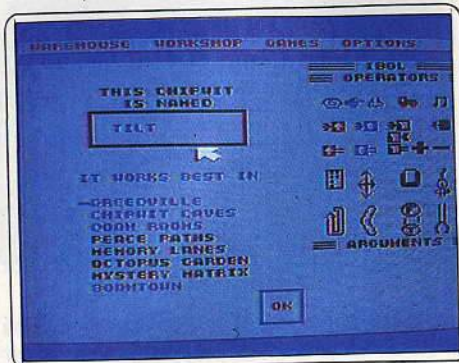 WAREHOUSE WORKSHOP GAMES OPTIONS
IBOL
OPERATORS
THIS CHIPWIT
IS NAMED
TILT
IT WORKS BEST IN
GREEDVILLE
CHIPWIT CAVES
DOOM ROOMS
PEACE PATHS
MEMORY LANES
OCTOPUS GARDEN
MYSTERY MATRIX
BOOMTOWN
ARGUMENTS
OK